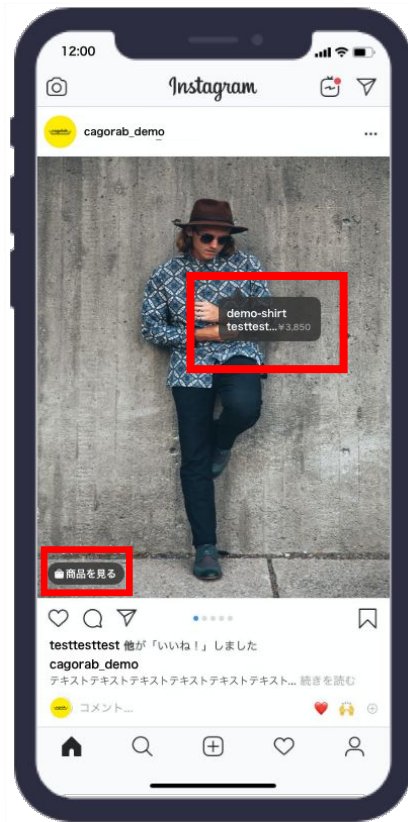 12:00
Instagram
cagorab_demo
demo-shirt
testtest...¥3,850
商品を見る
testtesttest 他が「いいね！」しました
cagorab_demo
テキストテキストテキストテキストテキストテキスト... 続きを読む
コメント...